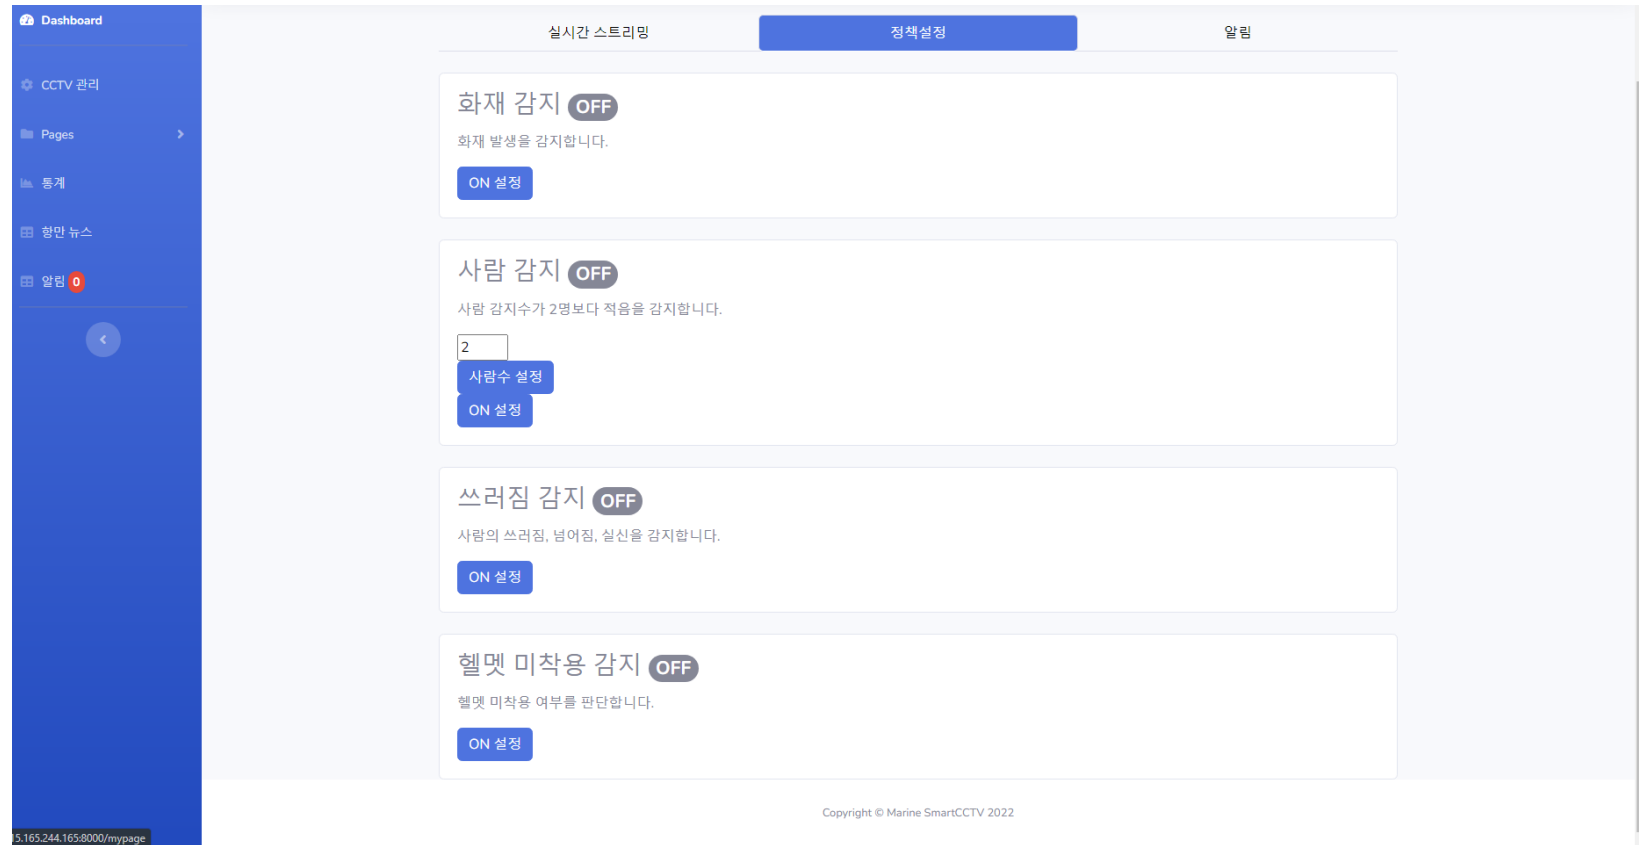 Dashboard
CCTV 관리
Pages
통계
항만 뉴스
알림 0
실시간 스트리밍
정책설정
알림
화재 감지 OFF
화재 발생을 감지합니다.
ON 설정
사람 감지 OFF
사람 감지수가 2명보다 적음을 감지합니다.
2
사람수 설정
ON 설정
쓰러짐 감지 OFF
사람의 쓰러짐, 넘어짐, 실신을 감지합니다.
ON 설정
헬멧 미착용 감지 OFF
헬멧 미착용 여부를 판단합니다.
ON 설정
Copyright © Marine SmartCCTV 2022
15.165.244.165:8000/mypage